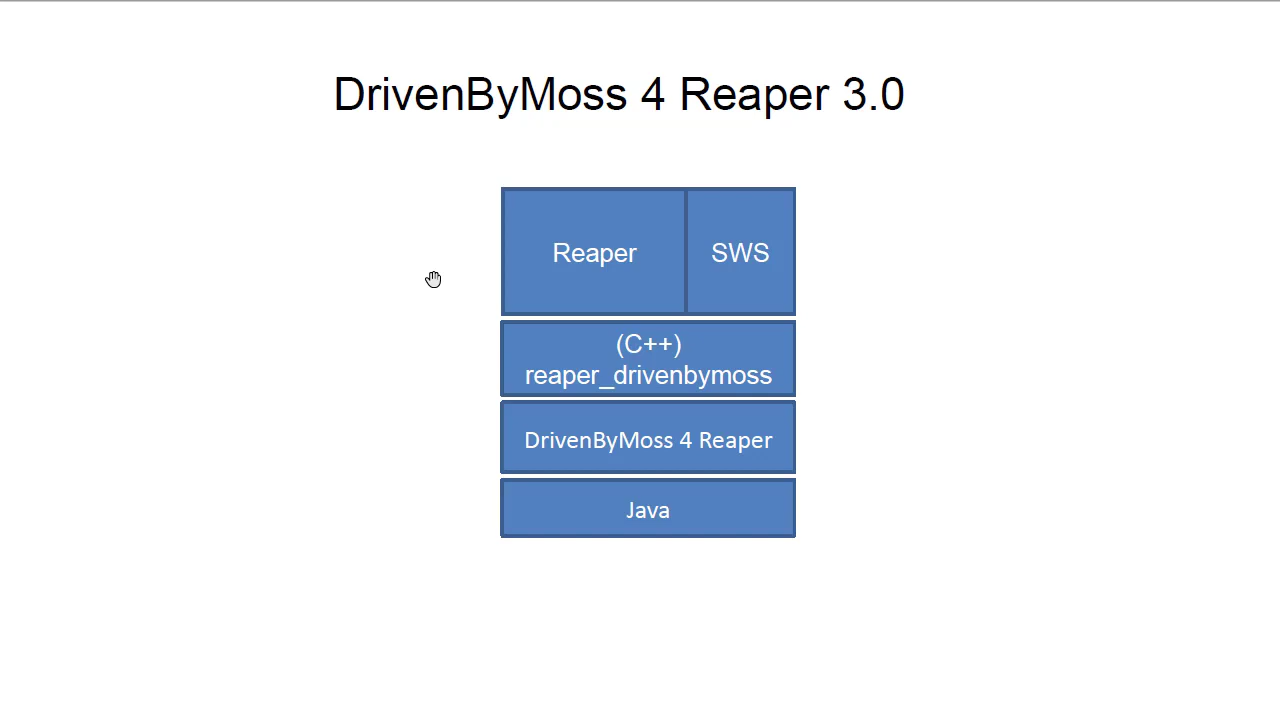 DrivenByMoss 4 Reaper 3.0
Reaper
SWS
(C++)
reaper_drivenbymoss
DrivenByMoss 4 Reaper
Java